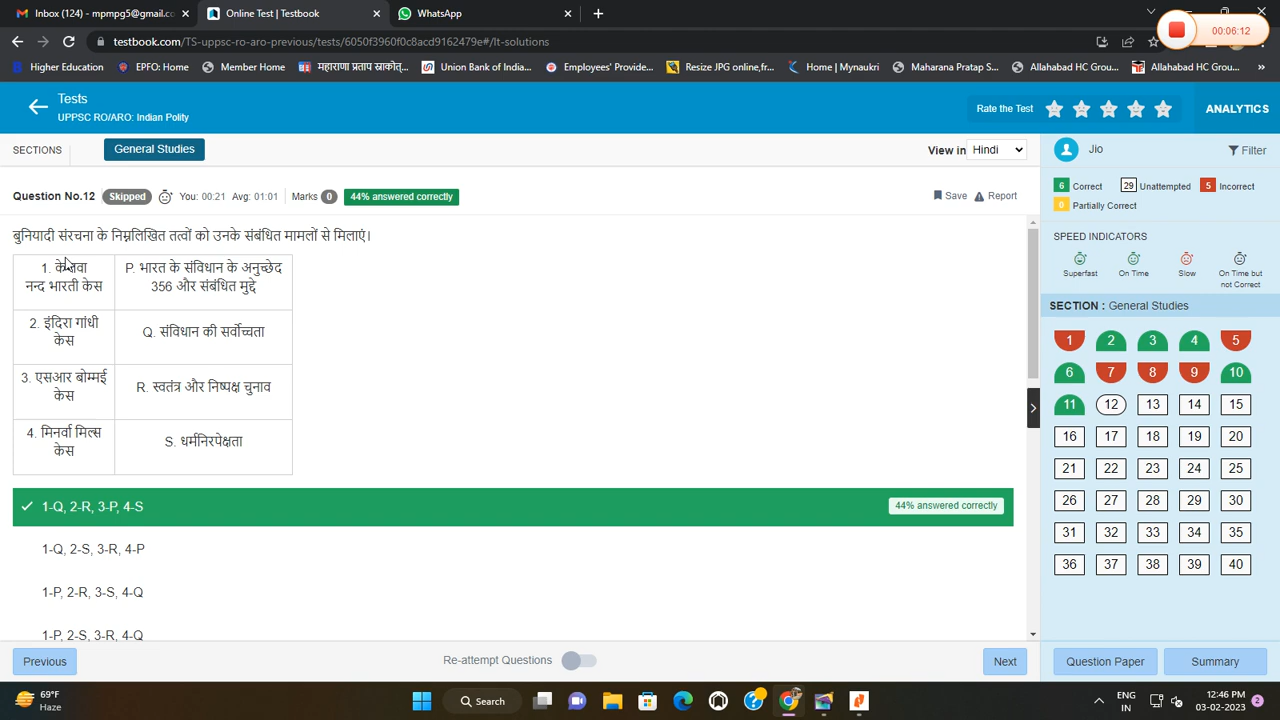 Inbox (124) - mpmpg5@gmail.co
Online Test | Testbook
WhatsApp
00:06:12
testbook.com/TS-uppsc-ro-aro-previous/tests/6050f3960f0c8acd9162479e#/lt-solutions
Higher Education
EPFO: Home
Member Home
महाराणा प्रताप स्नाकोत्...
Union Bank of India...
Employees' Provide...
Resize JPG online,fr...
Home | Mynaukri
Maharana Pratap S...
Allahabad HC Grou...
Allahabad HC Grou...
Tests
UPPSC RO/ARO: Indian Polity
Rate the Test
ANALYTICS
SECTIONS
General Studies
View in Hindi
Jio
Filter
Question No.12 Skipped You: 00:21 Avg: 01:01 Marks 0 44% answered correctly
Save Report
6 Correct 29 Unattempted 5 Incorrect
0 Partially Correct
बुनियादी संरचना के निम्नलिखित तत्वों को उनके संबंधित मामलों से मिलाएं।
1. नन्द भारती केस
P. भारत के संविधान के अनुच्छेद
356 और संबंधित मुद्दे
2. इंदिरा गांधी
केस
Q. संविधान की सर्वोच्चता
3. एसआर बोम्मई
केस
R. स्वतंत्र और निष्पक्ष चुनाव
4. मिनर्वा मिल्स
केस
S. धर्मनिरपेक्षता
1-Q, 2-R, 3-P, 4-S
44% answered correctly
1-Q, 2-S, 3-R, 4-P
1-P, 2-R, 3-S, 4-Q
1-P, 2-S, 3-R, 4-Q
SPEED INDICATORS
Superfast
On Time
Slow
On Time but
not Correct
SECTION : General Studies
1 2 3 4 5
6 7 8 9 10
11 12 13 14 15
16 17 18 19 20
21 22 23 24 25
26 27 28 29 30
31 32 33 34 35
36 37 38 39 40
Previous
Re-attempt Questions
Next
Question Paper
Summary
69°F
Haze
Search
ENG
IN
12:46 PM
03-02-2023
2